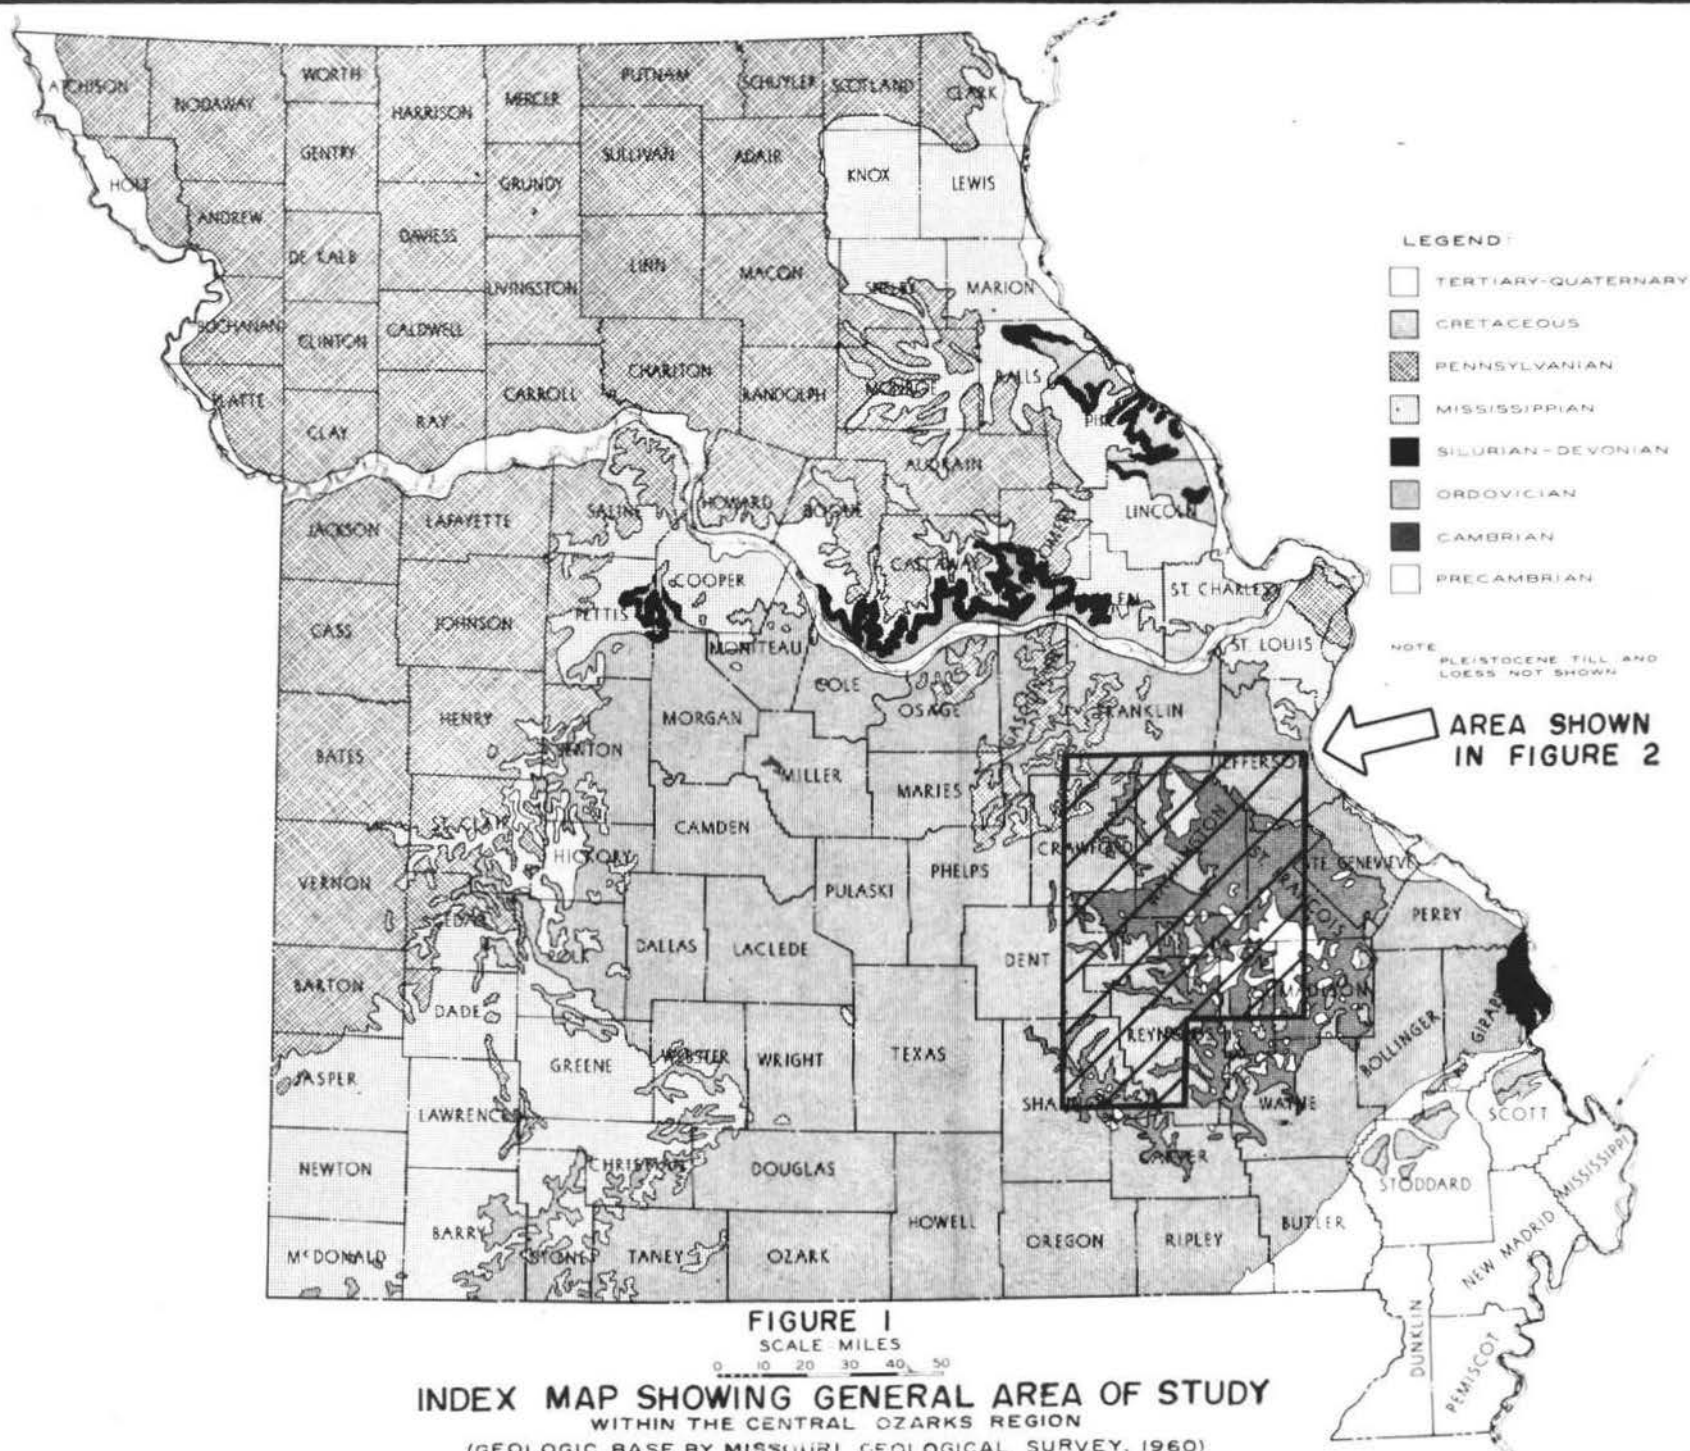 ATCHISON
NODAWAY
WORTH
HARRISON
MERCER
PUTNAM
SCHUYLER
SCOTLAND
CLARK
HOLT
GENTRY
GRUNDY
SULLIVAN
ADAIR
KNOX
LEWIS
ANDREW
DE KALB
DAVIESS
LIVINGSTON
LINN
MACON
SHELBY
MARION
BUCHANAN
CLINTON
CALDWELL
CARROLL
CHARITON
RANDOLPH
MONROE
RALLS
PLATTE
CLAY
RAY
AUDRAIN
LINCOLN
JACKSON
LAFAYETTE
SALINE
HOWARD
BOONE
CALLAWAY
ST. CHARLES
CASS
JOHNSON
PETTIS
COOPER
MONITEAU
COLE
OSAGE
FRANKLIN
ST. LOUIS
BATES
HENRY
BENTON
MORGAN
MILLER
MARIES
GASCONADE
JEFFERSON
ST. CLAIR
HICKORY
CAMDEN
PULASKI
PHELPS
CRAWFORD
WASHINGTON
ST. FRANCOIS
STE. GENEVIEVE
PERRY
VERNON
CEDAR
POLK
DALLAS
LACLEDE
DENT
MADISON
BARTON
DADE
GREENE
WEBSTER
WRIGHT
TEXAS
REYNOLDS
BOLLINGER
JASPER
LAWRENCE
WAYNE
SCOTT
NEWTON
CHRISTIAN
DOUGLAS
CARTER
STODDARD
MISSISSIPPI
McDONALD
BARRY
STONE
TANEY
OZARK
HOWELL
OREGON
RIPLEY
BUTLER
NEW MADRID
DUNKLIN
PEMISCOT
LEGEND:
TERTIARY-QUATERNARY
CRETACEOUS
PENNSYLVANIAN
MISSISSIPPIAN
SILURIAN-DEVONIAN
ORDOVICIAN
CAMBRIAN
PRECAMBRIAN
NOTE
PLEISTOCENE TILL AND
LOESS NOT SHOWN
AREA SHOWN
IN FIGURE 2
FIGURE 1
SCALE-MILES
0 10 20 30 40 50
INDEX MAP SHOWING GENERAL AREA OF STUDY
WITHIN THE CENTRAL OZARKS REGION
(GEOLOGIC BASE BY MISSOURI GEOLOGICAL SURVEY, 1960)